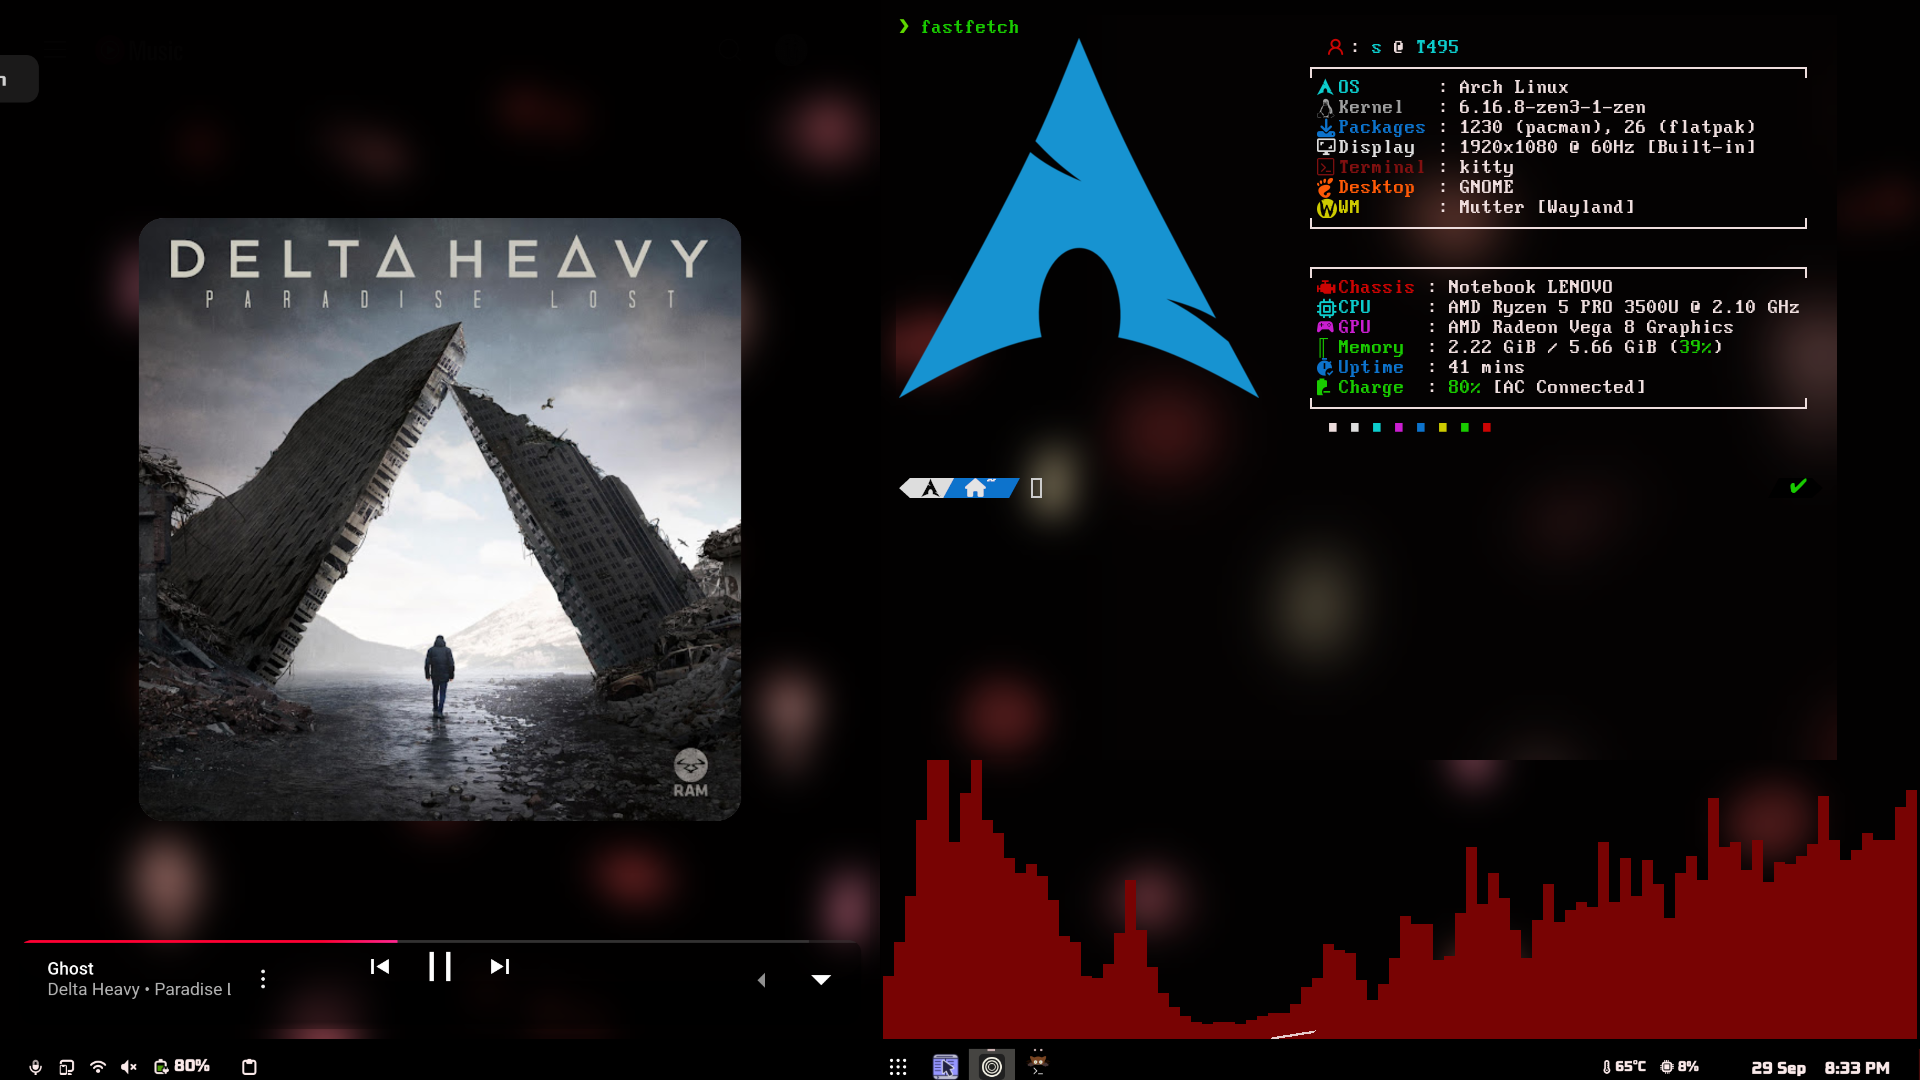 n
DELTA HEAVY
PARADISE LOST
RAM
Ghost
Delta Heavy • Paradise L
80%
❯ fastfetch
: s @ T495
OS : Arch Linux
Kernel : 6.16.8-zen3-1-zen
Packages : 1230 (pacman), 26 (flatpak)
Display : 1920x1080 @ 60Hz [Built-in]
Terminal : kitty
Desktop : GNOME
WM : Mutter [Wayland]
Chassis : Notebook LENOVO
CPU : AMD Ryzen 5 PRO 3500U @ 2.10 GHz
GPU : AMD Radeon Vega 8 Graphics
Memory : 2.22 GiB / 5.66 GiB (39%)
Uptime : 41 mins
Charge : 80% [AC Connected]
~
65°C 8% 29 Sep 8:33 PM